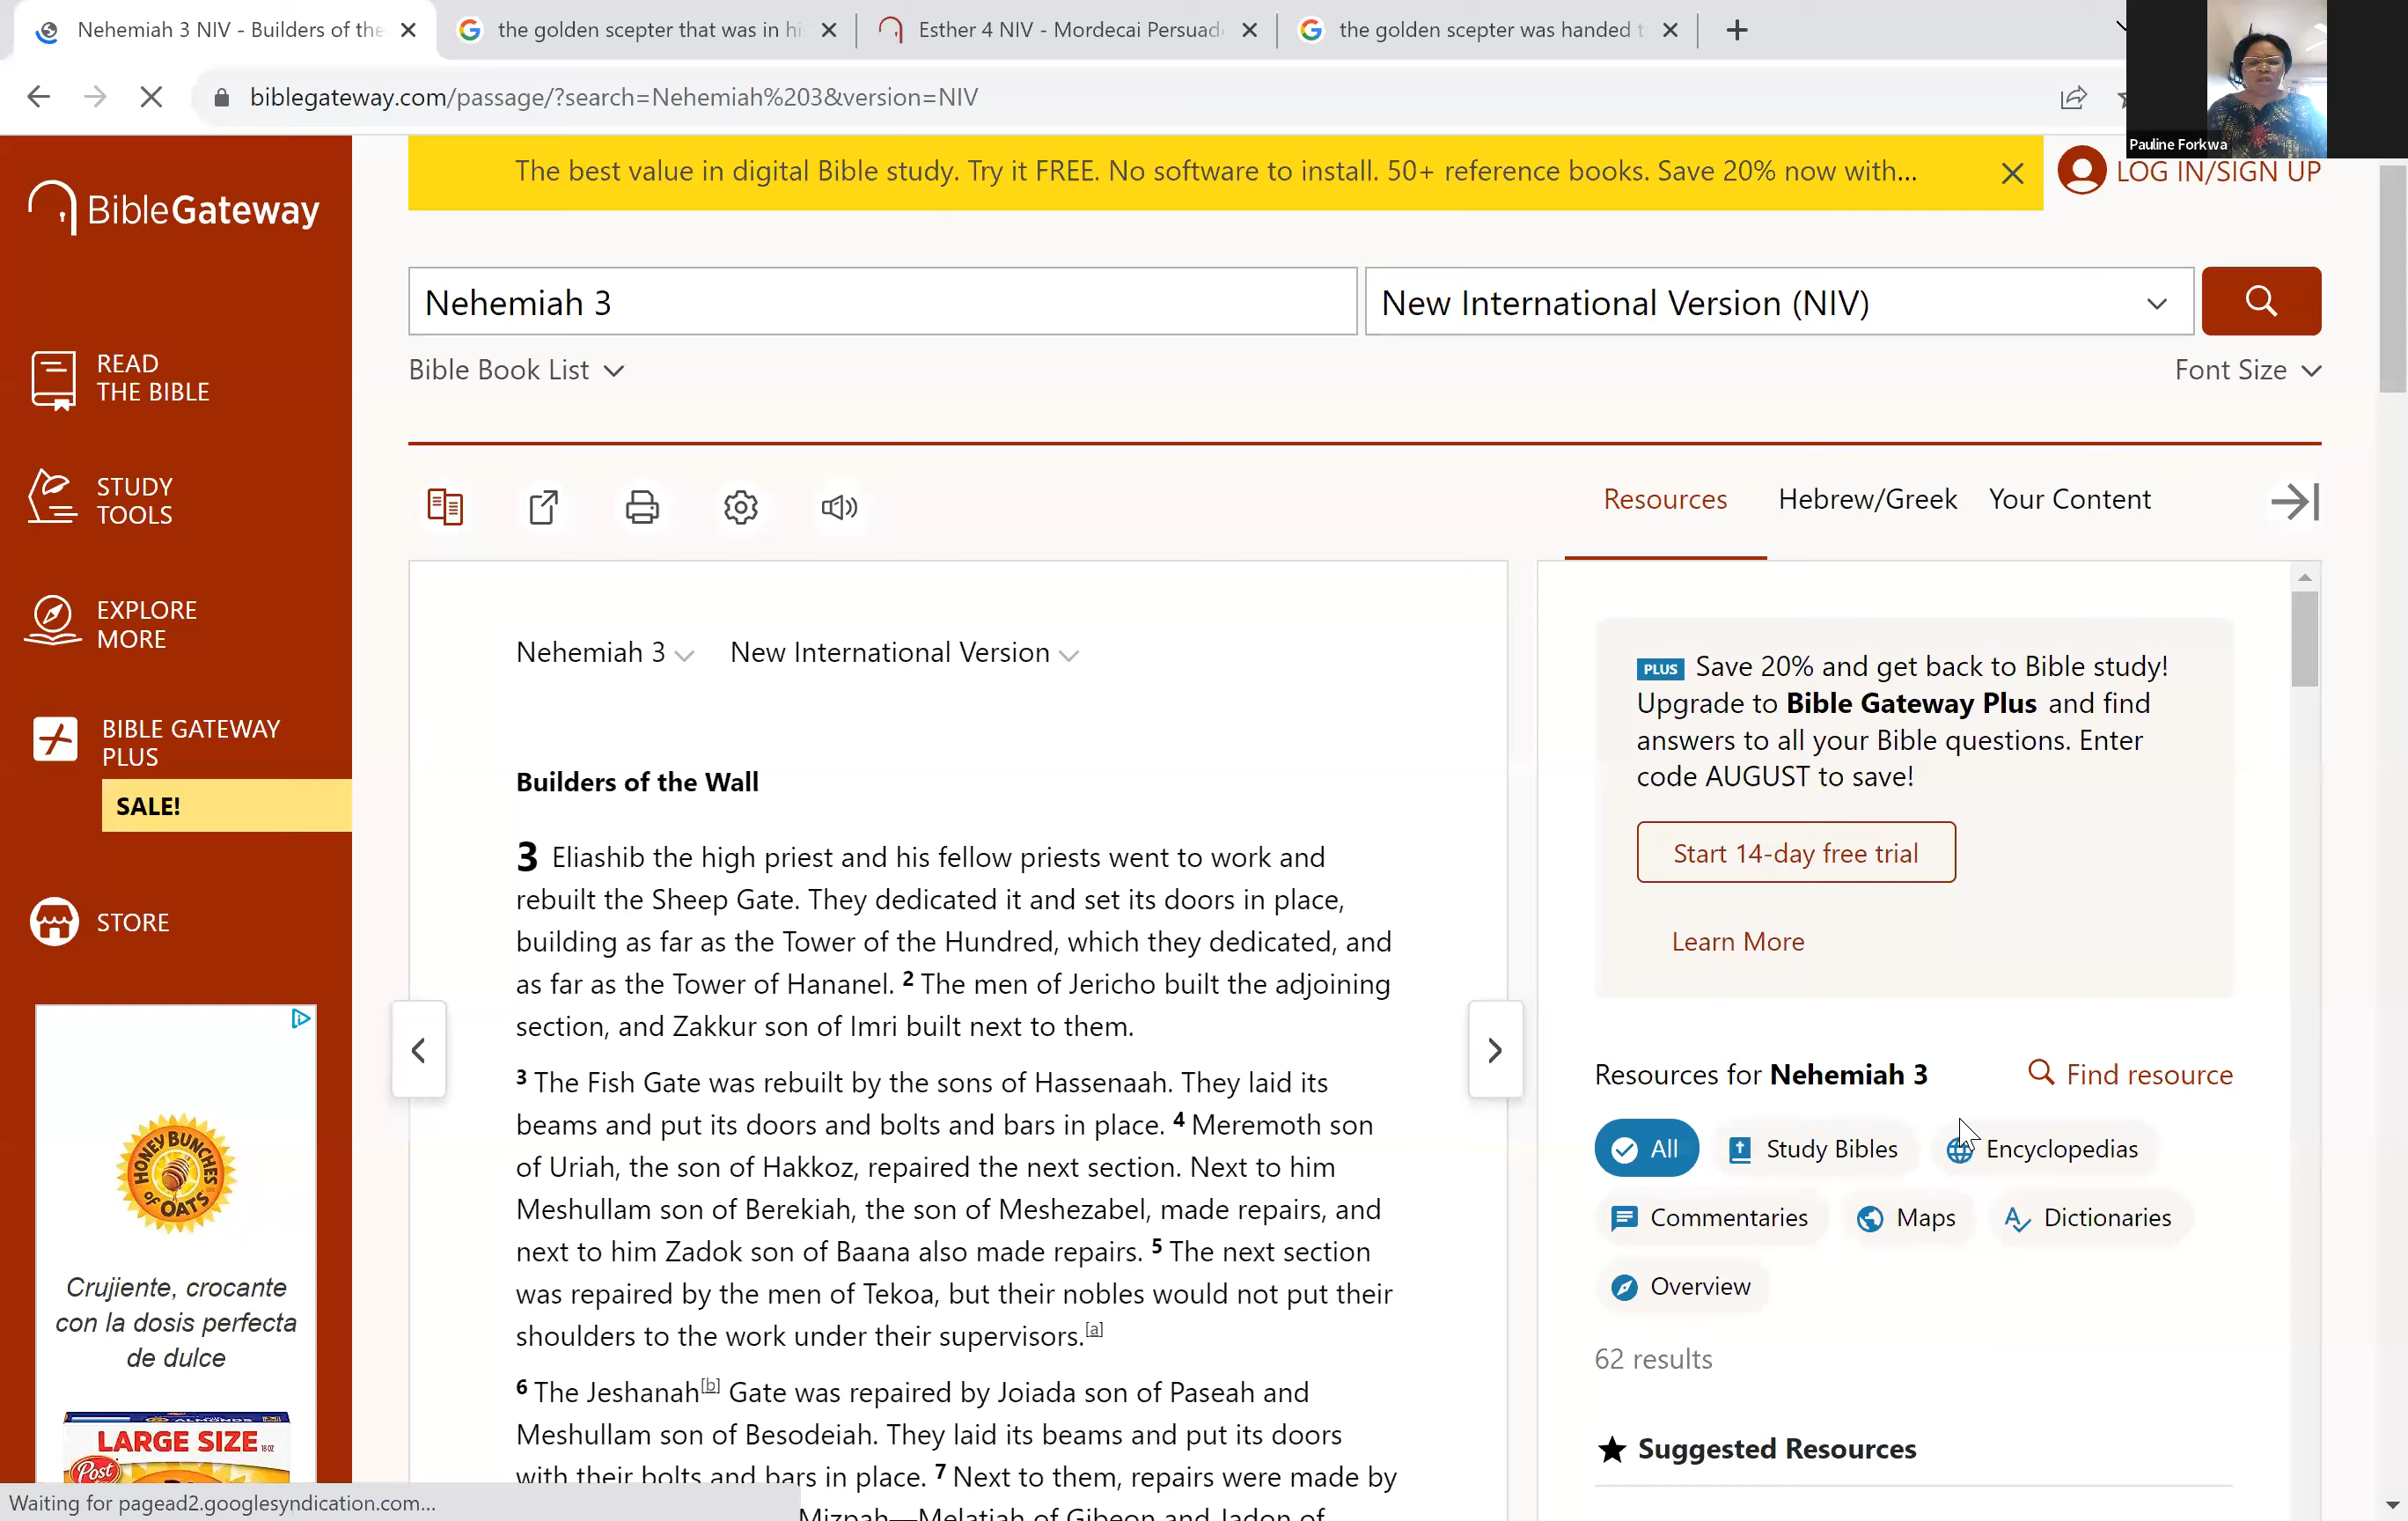 Nehemiah 3 NIV - Builders of the
the golden scepter that was in hi
Esther 4 NIV - Mordecai Persuad
the golden scepter was handed t
biblegateway.com/passage/?search=Nehemiah%203&version=NIV
Pauline Forkwa
BibleGateway
The best value in digital Bible study. Try it FREE. No software to install. 50+ reference books. Save 20% now with...
LOG IN/SIGN UP
Nehemiah 3
New International Version (NIV)
Bible Book List
Font Size
READ
THE BIBLE
STUDY
TOOLS
EXPLORE
MORE
BIBLE GATEWAY
PLUS
SALE!
STORE
HONEY BUNCHES
of OATS
Crujiente, crocante
con la dosis perfecta
de dulce
ALMONDS
LARGE SIZE 18 OZ
Post
Resources
Hebrew/Greek
Your Content
Nehemiah 3
New International Version
Builders of the Wall
3 Eliashib the high priest and his fellow priests went to work and
rebuilt the Sheep Gate. They dedicated it and set its doors in place,
building as far as the Tower of the Hundred, which they dedicated, and
as far as the Tower of Hananel. 2 The men of Jericho built the adjoining
section, and Zakkur son of Imri built next to them.
3 The Fish Gate was rebuilt by the sons of Hassenaah. They laid its
beams and put its doors and bolts and bars in place. 4 Meremoth son
of Uriah, the son of Hakkoz, repaired the next section. Next to him
Meshullam son of Berekiah, the son of Meshezabel, made repairs, and
next to him Zadok son of Baana also made repairs. 5 The next section
was repaired by the men of Tekoa, but their nobles would not put their
shoulders to the work under their supervisors.[a]
6 The Jeshanah[b] Gate was repaired by Joiada son of Paseah and
Meshullam son of Besodeiah. They laid its beams and put its doors
with their bolts and bars in place. 7 Next to them, repairs were made by
Mizpah—Melatiah of Gibeon and Jadon of
PLUS Save 20% and get back to Bible study!
Upgrade to Bible Gateway Plus and find
answers to all your Bible questions. Enter
code AUGUST to save!
Start 14-day free trial
Learn More
Resources for Nehemiah 3
Find resource
All
Study Bibles
Encyclopedias
Commentaries
Maps
Dictionaries
Overview
62 results
Suggested Resources
Waiting for pagead2.googlesyndication.com...